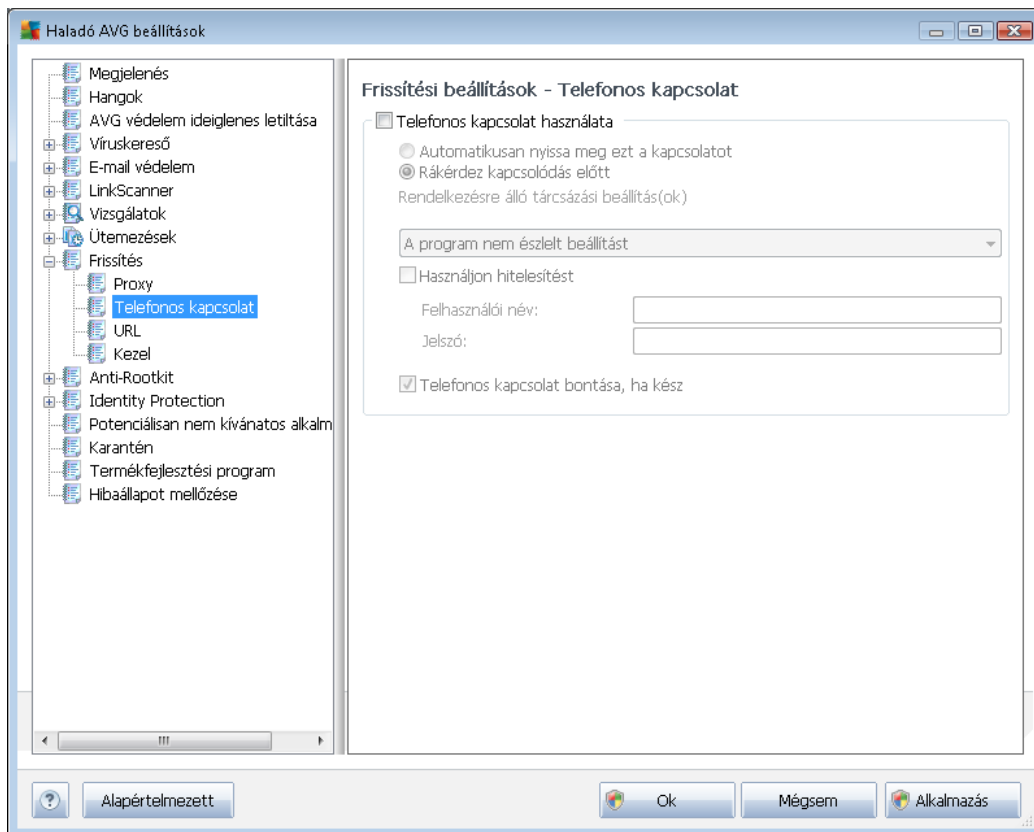 Haladó AVG beállítások
Megjelenés
Hangok
AVG védelem ideiglenes letiltása
Víruskereső
E-mail védelem
LinkScanner
Vizsgálatok
Ütemezések
Frissítés
Proxy
Telefonos kapcsolat
URL
Kezel
Anti-Rootkit
Identity Protection
Potenciálisan nem kívánatos alkalm
Karantén
Termékfejlesztési program
Hibaállapot mellőzése
Frissítési beállítások - Telefonos kapcsolat
Telefonos kapcsolat használata
Automatikusan nyissa meg ezt a kapcsolatot
Rákérdez kapcsolódás előtt
Rendelkezésre álló tárcsázási beállítás(ok)
A program nem észlelt beállítást
Használjon hitelesítést
Felhasználói név:
Jelszó:
Telefonos kapcsolat bontása, ha kész
?
Alapértelmezett
Ok
Mégsem
Alkalmazás